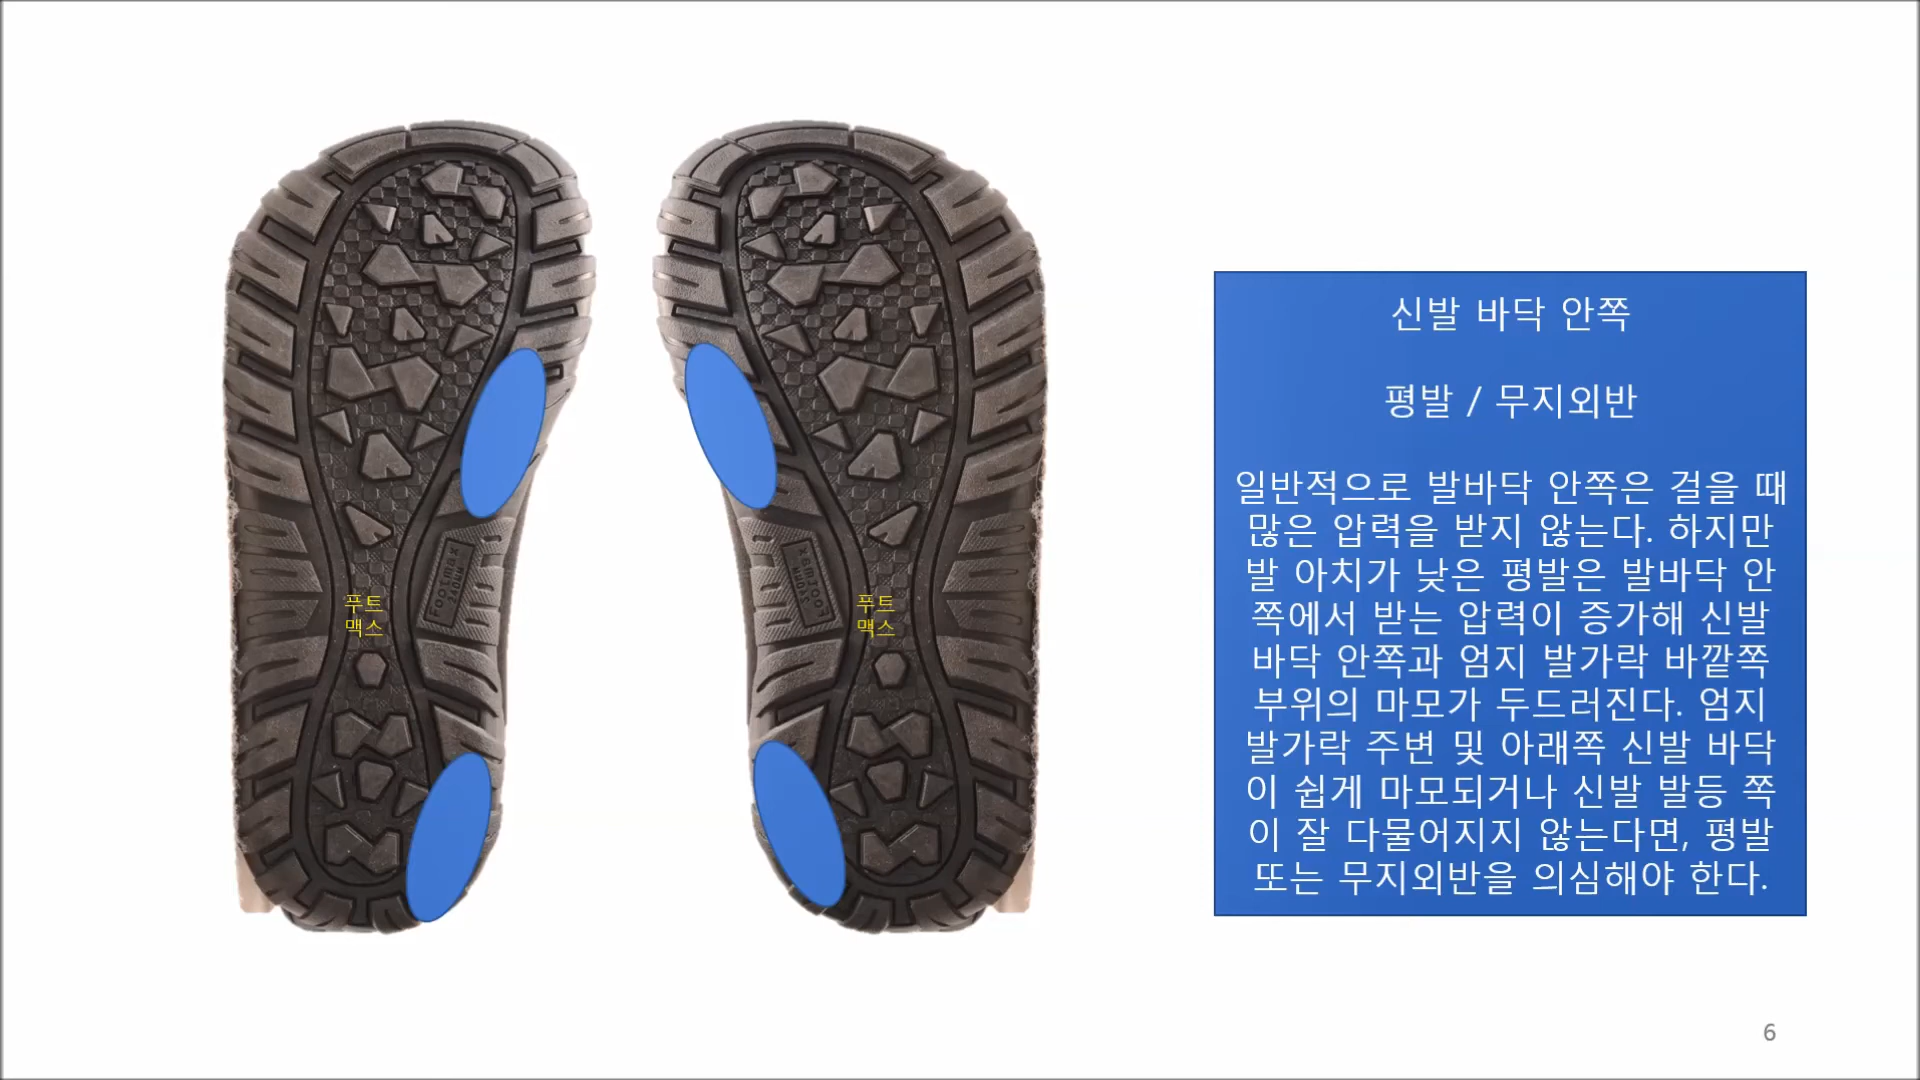 신발 바닥 안쪽
평발 / 무지외반
일반적으로 발바닥 안쪽은 걸을 때
많은 압력을 받지 않는다. 하지만
발 아치가 낮은 평발은 발바닥 안
쪽에서 받는 압력이 증가해 신발
바닥 안쪽과 엄지 발가락 바깥쪽
부위의 마모가 두드러진다. 엄지
발가락 주변 및 아래쪽 신발 바닥
이 쉽게 마모되거나 신발 발등 쪽
이 잘 다물어지지 않는다면, 평발
또는 무지외반을 의심해야 한다.
푸트
맥스
Footmax
240mm
푸트
맥스
Footmax
240mm
6